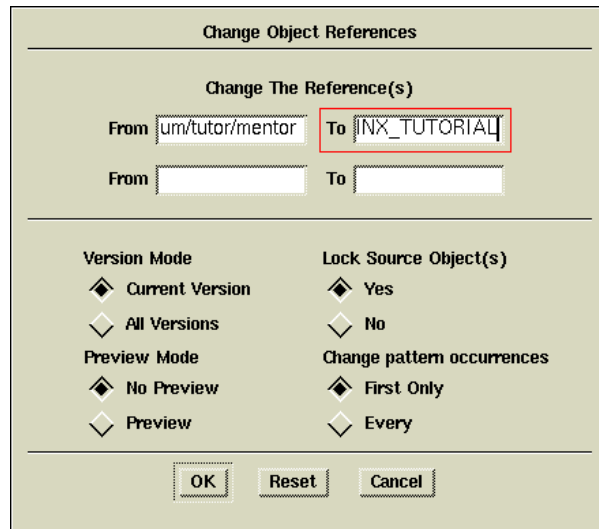 Change Object References
Change The Reference(s)
From um/tutor/mentor To INX_TUTORIAL
From To
Version Mode Lock Source Object(s)
Current Version Yes
All Versions No
Preview Mode Change pattern occurrences
No Preview First Only
Preview Every
OK Reset Cancel